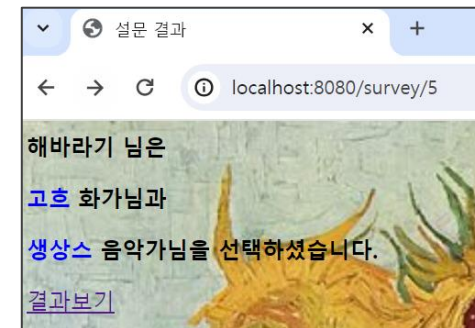 설문 결과
localhost:8080/survey/5
해바라기 님은
고흐 화가님과
생상스 음악가님을 선택하셨습니다.
결과보기